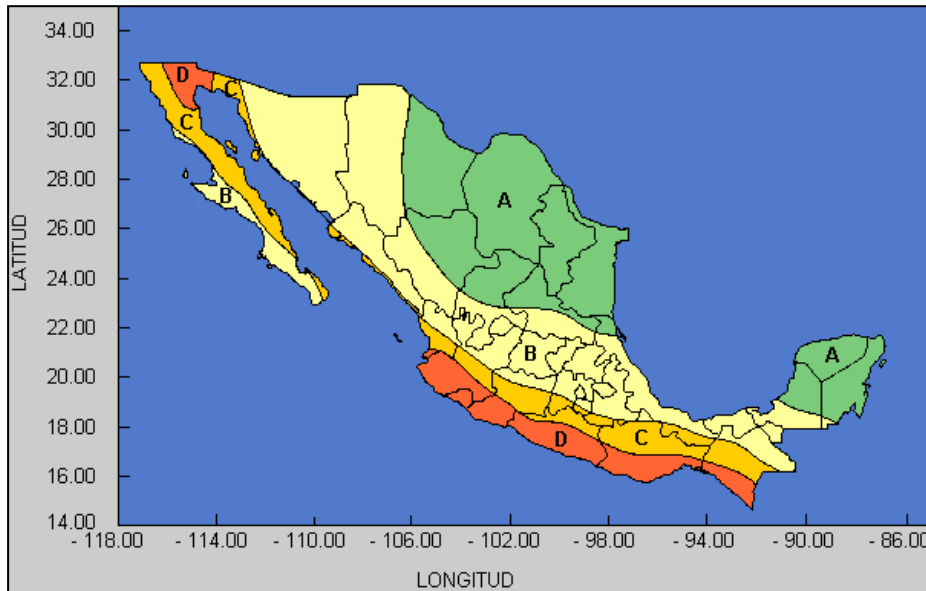 34.00
32.00
30.00
28.00
26.00
24.00
22.00
20.00
18.00
16.00
14.00
LATITUD
D
C
C
B
A
B
A
D
C
- 118.00 - 114.00 - 110.00 - 106.00 - 102.00 - 98.00 - 94.00 - 90.00 - 86.00
LONGITUD